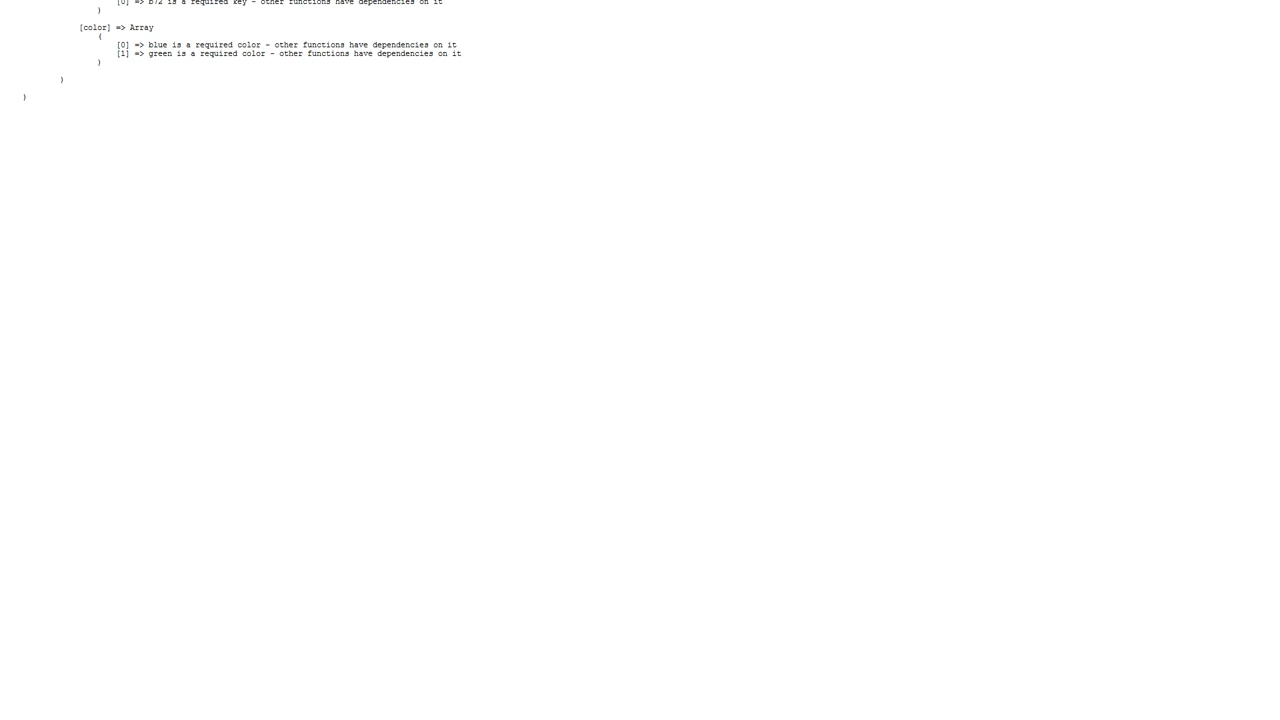 [0] => b72 is a required key - other functions have dependencies on it
)
[color] => Array
(
[0] => blue is a required color - other functions have dependencies on it
[1] => green is a required color - other functions have dependencies on it
)
)
)